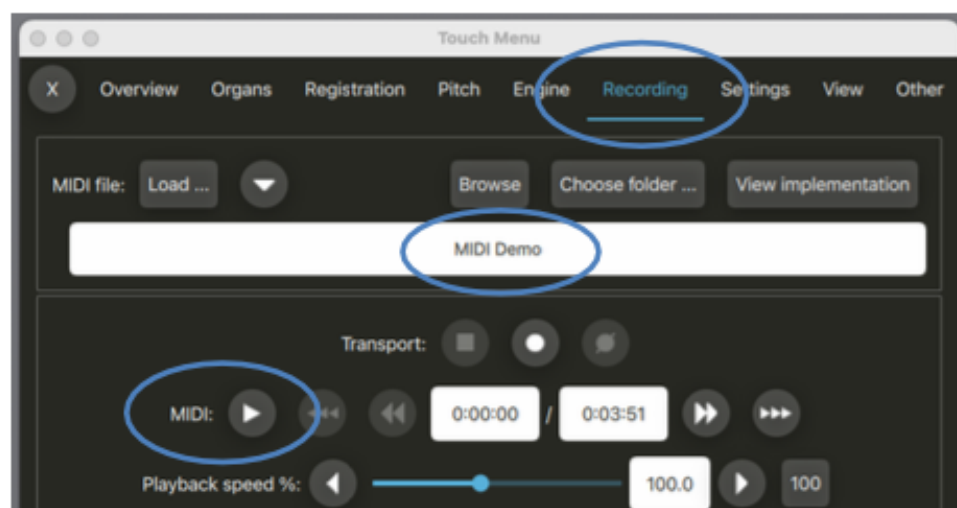 Touch Menu
X Overview Organs Registration Pitch Engine Recording Settings View Other
MIDI file: Load ... Browse Choose folder ... View implementation
MIDI Demo
Transport:
MIDI: 0:00:00 / 0:03:51
Playback speed %: 100.0 100